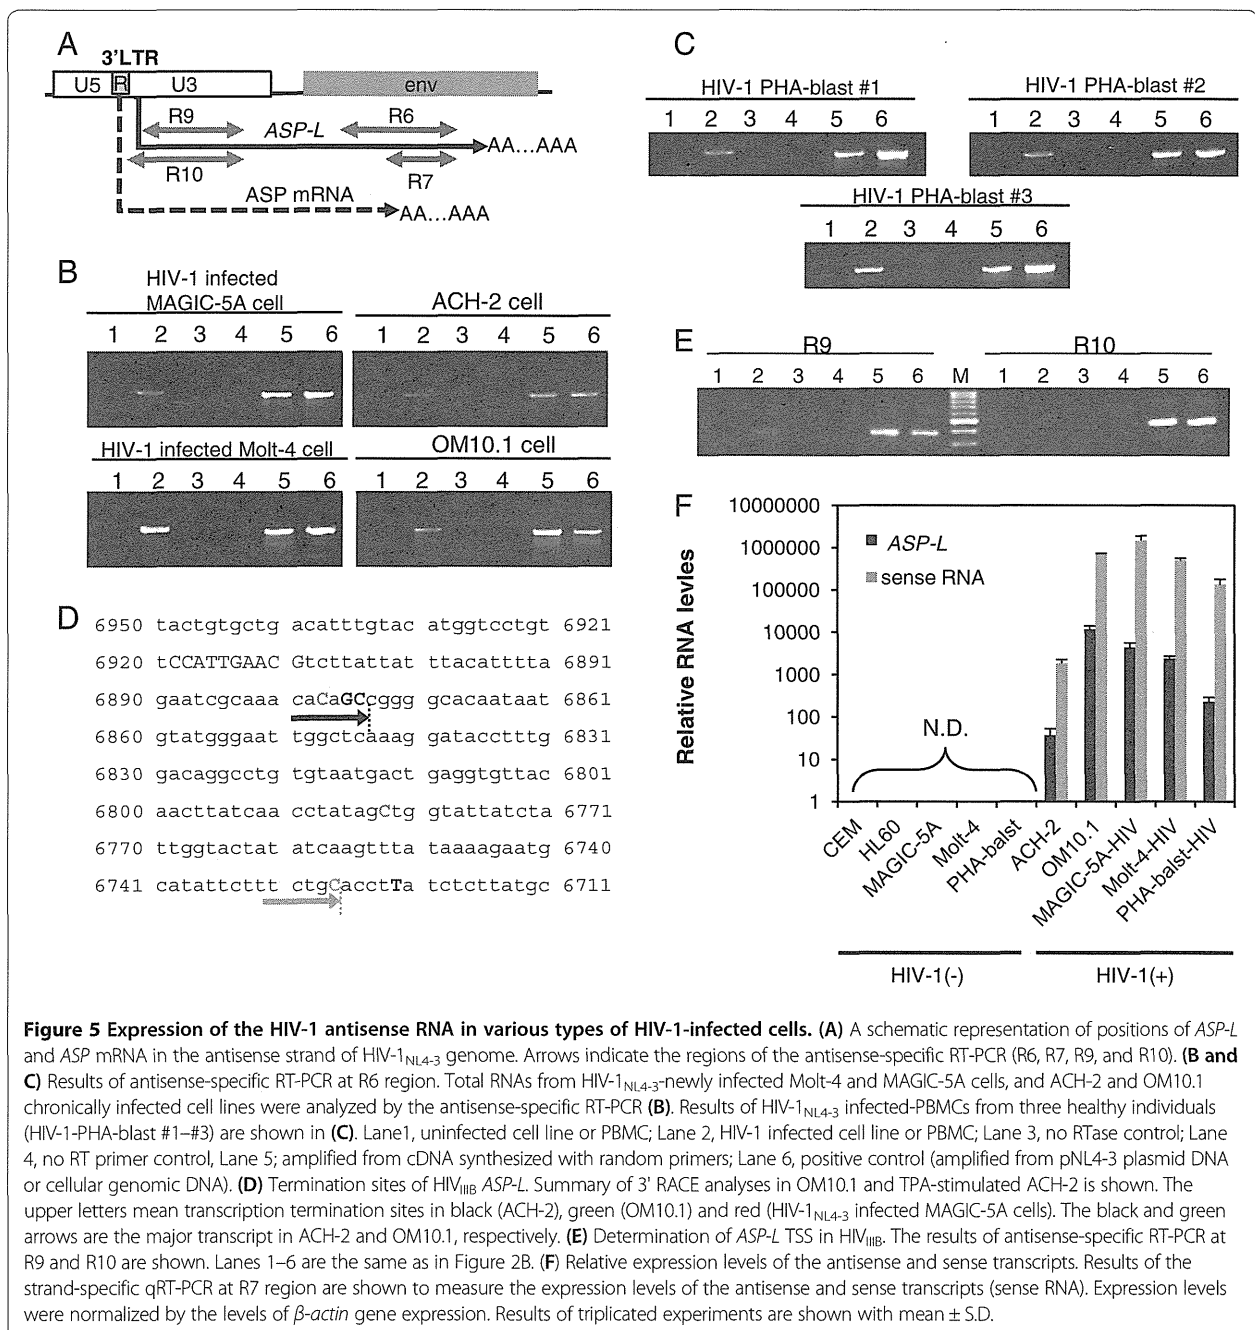 A
3'LTR
U5 R U3 env
R9 ASP-L R6
AA...AAA
R10 R7
ASP mRNA
AA...AAA
B
HIV-1 infected
MAGIC-5A cell
1 2 3 4 5 6
ACH-2 cell
1 2 3 4 5 6
HIV-1 infected Molt-4 cell
1 2 3 4 5 6
OM10.1 cell
1 2 3 4 5 6
C
HIV-1 PHA-blast #1
1 2 3 4 5 6
HIV-1 PHA-blast #2
1 2 3 4 5 6
HIV-1 PHA-blast #3
1 2 3 4 5 6
D
6950 tactgtgctg acatttgtac atggtcctgt 6921
6920 tCCATTGAAC Gtcttattat ttacatttta 6891
6890 gaatcgcaaa caCaGCcggg gcacaataat 6861
6860 gtatgggaat tggctcaaag gatacctttg 6831
6830 gacaggcctg tgtaatgact gaggtgttac 6801
6800 aacttatcaa cctatagCtg gtattatcta 6771
6770 ttggtactat atcaagttta taaaagaatg 6740
6741 catattcttt ctgCaccttTa tctcttatgc 6711
E
R9 R10
1 2 3 4 5 6 M 1 2 3 4 5 6
F
Relative RNA levles
10000000
1000000
100000
10000
1000
100
10
1
ASP-L
sense RNA
N.D.
CEM
HL60
MAGIC-5A
Molt-4
PHA-balst
ACH-2
OM10.1
MAGIC-5A-HIV
Molt-4-HIV
PHA-balst-HIV
HIV-1(-) HIV-1(+)
Figure 5 Expression of the HIV-1 antisense RNA in various types of HIV-1-infected cells. (A) A schematic representation of positions of ASP-L
and ASP mRNA in the antisense strand of HIV-1NL4-3 genome. Arrows indicate the regions of the antisense-specific RT-PCR (R6, R7, R9, and R10). (B and
C) Results of antisense-specific RT-PCR at R6 region. Total RNAs from HIV-1NL4-3-newly infected Molt-4 and MAGIC-5A cells, and ACH-2 and OM10.1
chronically infected cell lines were analyzed by the antisense-specific RT-PCR (B). Results of HIV-1NL4-3 infected-PBMCs from three healthy individuals
(HIV-1-PHA-blast #1–#3) are shown in (C). Lane1, uninfected cell line or PBMC; Lane 2, HIV-1 infected cell line or PBMC; Lane 3, no RTase control; Lane
4, no RT primer control, Lane 5; amplified from cDNA synthesized with random primers; Lane 6, positive control (amplified from pNL4-3 plasmid DNA
or cellular genomic DNA). (D) Termination sites of HIVIIIB ASP-L. Summary of 3' RACE analyses in OM10.1 and TPA-stimulated ACH-2 is shown. The
upper letters mean transcription termination sites in black (ACH-2), green (OM10.1) and red (HIV-1NL4-3 infected MAGIC-5A cells). The black and green
arrows are the major transcript in ACH-2 and OM10.1, respectively. (E) Determination of ASP-L TSS in HIVIIIB. The results of antisense-specific RT-PCR at
R9 and R10 are shown. Lanes 1–6 are the same as in Figure 2B. (F) Relative expression levels of the antisense and sense transcripts. Results of the
strand-specific qRT-PCR at R7 region are shown to measure the expression levels of the antisense and sense transcripts (sense RNA). Expression levels
were normalized by the levels of β-actin gene expression. Results of triplicated experiments are shown with mean ± S.D.